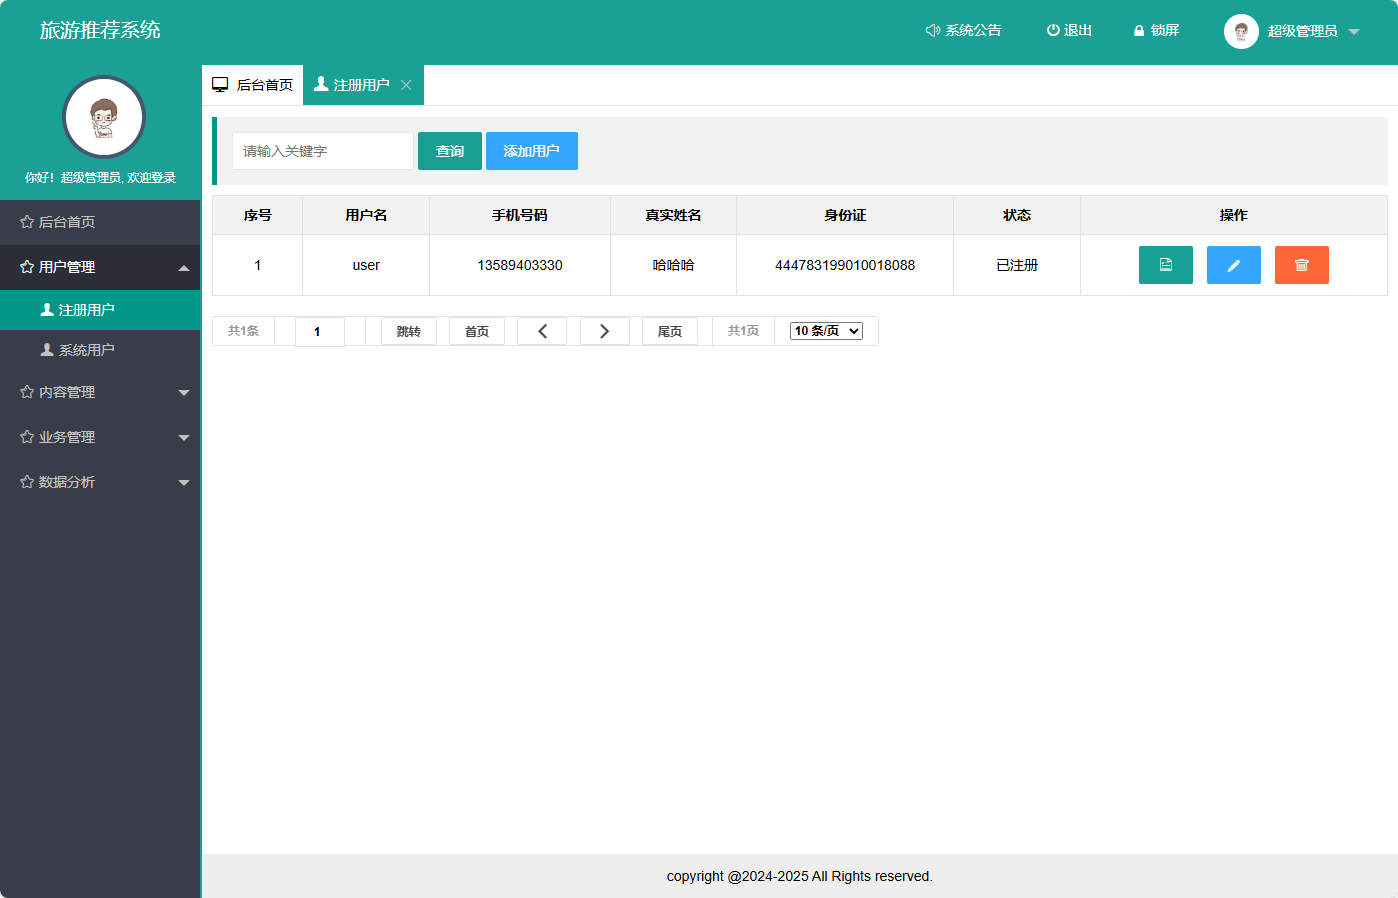 旅游推荐系统
系统公告 退出 锁屏 超级管理员
你好！超级管理员, 欢迎登录
后台首页
用户管理
注册用户
系统用户
内容管理
业务管理
数据分析
后台首页 注册用户
请输入关键字 查询 添加用户
序号 用户名 手机号码 真实姓名 身份证 状态 操作
1 user 13589403330 哈哈哈 444783199010018088 已注册
共1条 1 跳转 首页 尾页 共1页 10 条/页
copyright @2024-2025 All Rights reserved.